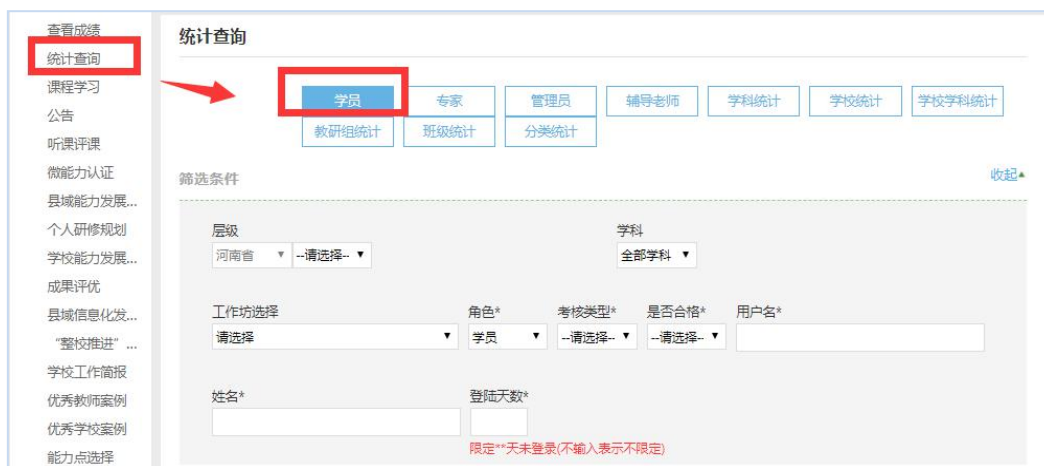 查看成绩
统计查询
课程学习
公告
听课评课
微能力认证
县域能力发展...
个人研修规划
学校能力发展...
成果评优
县域信息化发...
“整校推进”...
学校工作简报
优秀教师案例
优秀学校案例
能力点选择
统计查询
学员 专家 管理员 辅导老师 学科统计 学校统计 学校学科统计
教研组统计 班级统计 分类统计
筛选条件 收起
层级 学科
河南省 --请选择-- 全部学科
工作坊选择 角色* 考核类型* 是否合格* 用户名*
请选择 学员 --请选择-- --请选择--
姓名* 登陆天数*
限定**天未登录(不输入表示不限定)